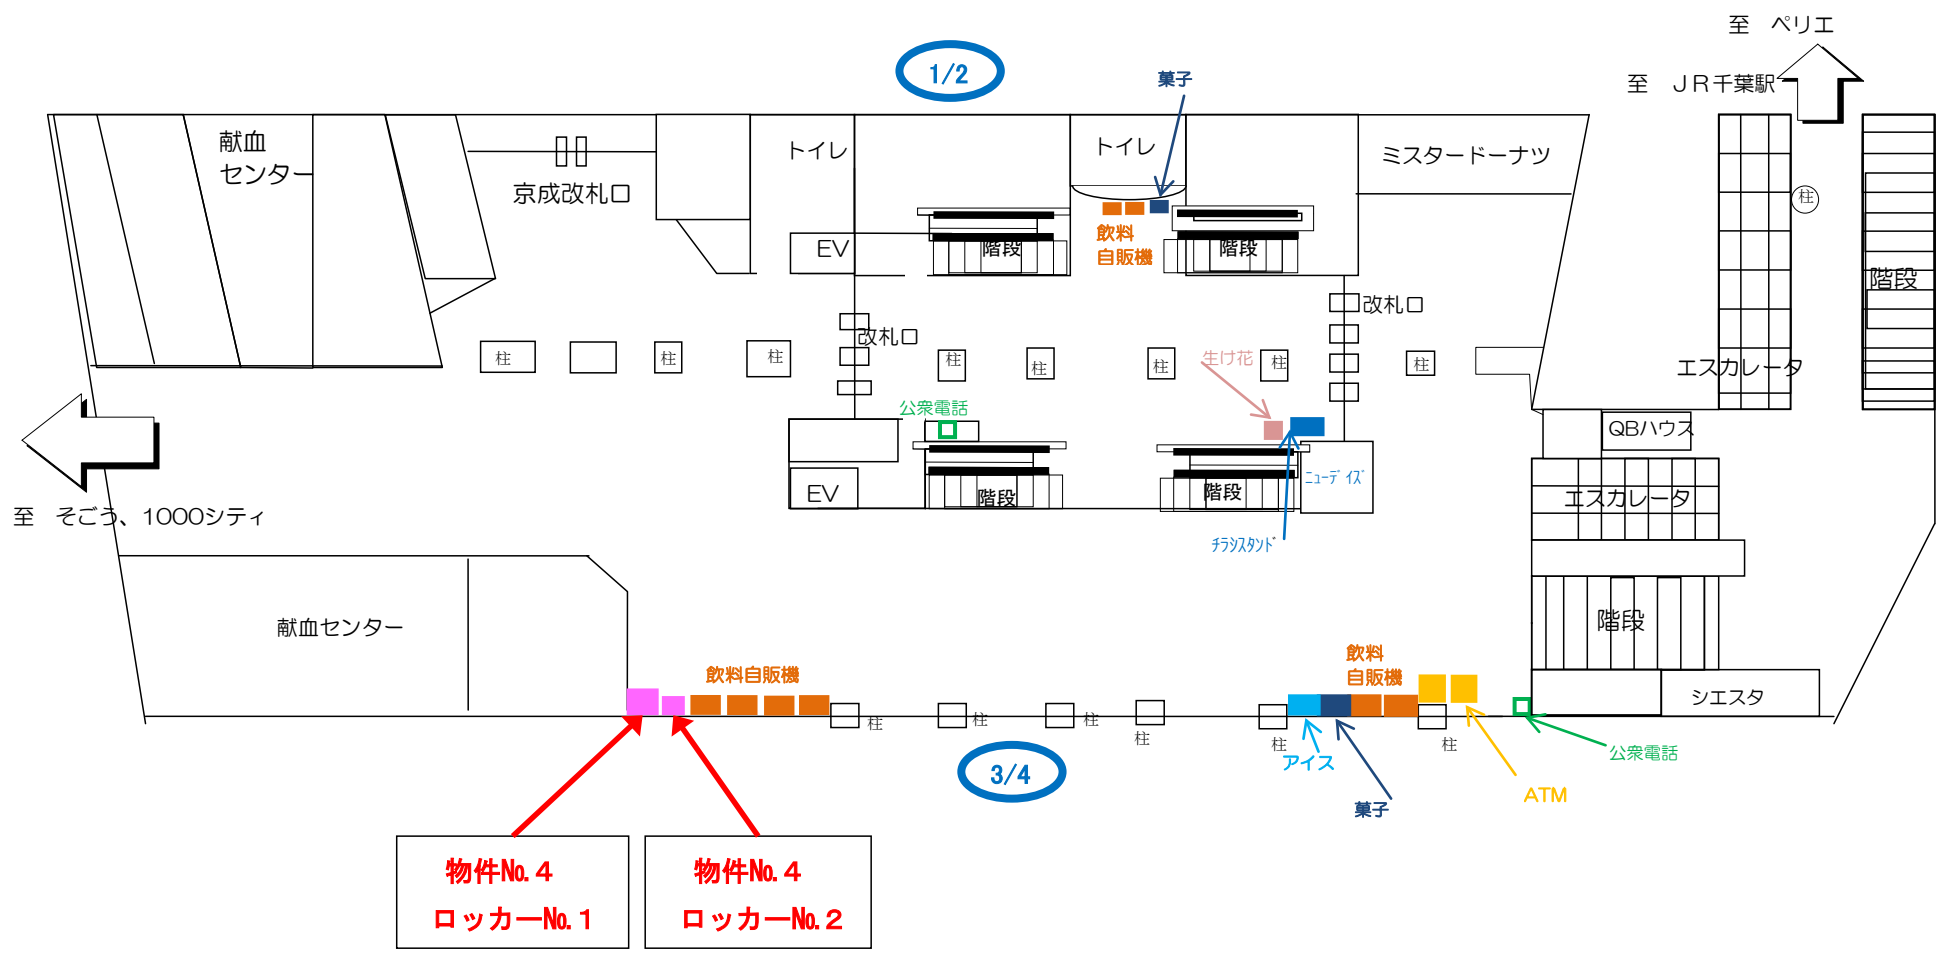 至　ペリエ
至　ＪＲ千葉駅
1/2
菓子
献血
センター
京成改札口
トイレ
トイレ
ミスタードーナツ
柱
EV
階段
飲料
自販機
階段
階段
改札口
改札口
柱
柱
柱
柱
柱
柱
生け花
柱
柱
エスカレータ
公衆電話
QBハウス
EV
階段
階段
ﾆｭｰﾃﾞｲｽﾞ
エスカレータ
至　そごう、1000シティ
ﾁﾗｼｽﾀﾝﾄﾞ
献血センター
階段
飲料自販機
飲料
自販機
シエスタ
柱
柱
柱
柱
柱
柱
3/4
アイス
公衆電話
菓子
ATM
物件№4
ロッカー№1
物件№4
ロッカー№2